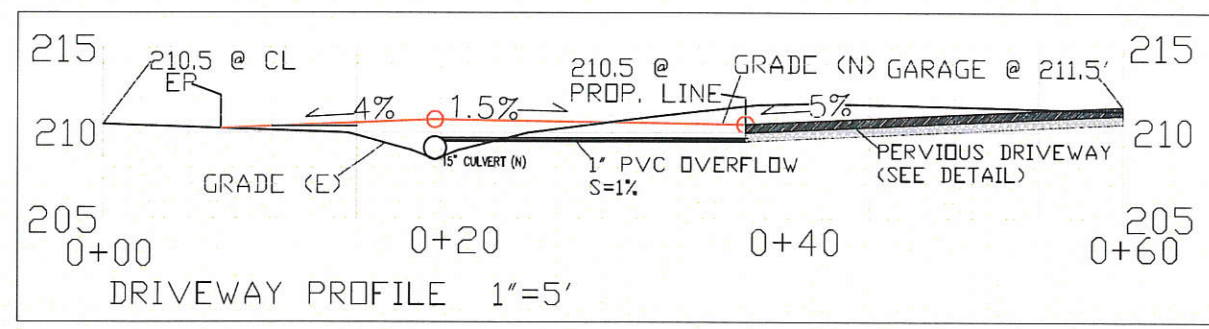 215
210.5 @ CL
EP
4%
1.5%
210.5 @
PROP. LINE
GRADE (N)
GARAGE @ 211.5'
5%
215
210
210
GRADE (E)
15" CULVERT (N)
1" PVC OVERFLOW
S=1%
PERVIOUS DRIVEWAY
(SEE DETAIL)
205
205
0+00
0+20
0+40
0+60
DRIVEWAY PROFILE 1"=5'